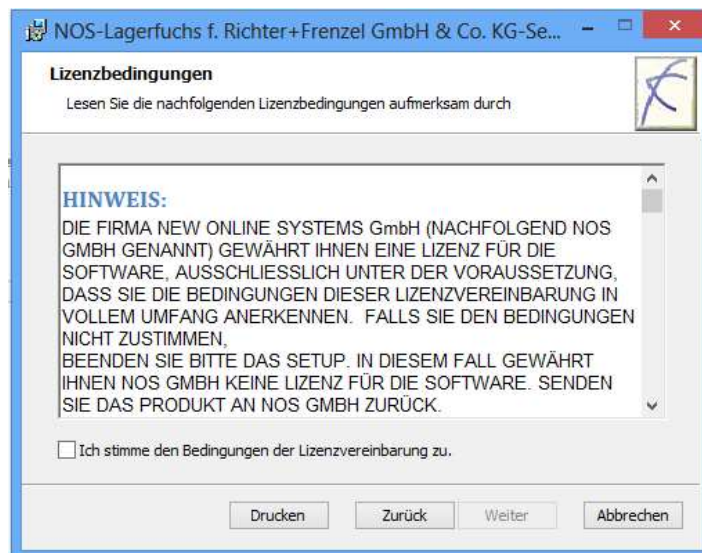 NOS-Lagerfuchs f. Richter+Frenzel GmbH & Co. KG-Se...
Lizenzbedingungen
Lesen Sie die nachfolgenden Lizenzbedingungen aufmerksam durch
HINWEIS:
DIE FIRMA NEW ONLINE SYSTEMS GmbH (NACHFOLGEND NOS
GMBH GENANNT) GEWÄHRT IHNEN EINE LIZENZ FÜR DIE
SOFTWARE, AUSSCHLIESSLICH UNTER DER VORAUSSETZUNG,
DASS SIE DIE BEDINGUNGEN DIESER LIZENZVEREINBARUNG IN
VOLLEM UMFANG ANERKENNEN.  FALLS SIE DEN BEDINGUNGEN
NICHT ZUSTIMMEN,
BEENDEN SIE BITTE DAS SETUP. IN DIESEM FALL GEWÄHRT
IHNEN NOS GMBH KEINE LIZENZ FÜR DIE SOFTWARE. SENDEN
SIE DAS PRODUKT AN NOS GMBH ZURÜCK.
Ich stimme den Bedingungen der Lizenzvereinbarung zu.
Drucken Zurück Weiter Abbrechen